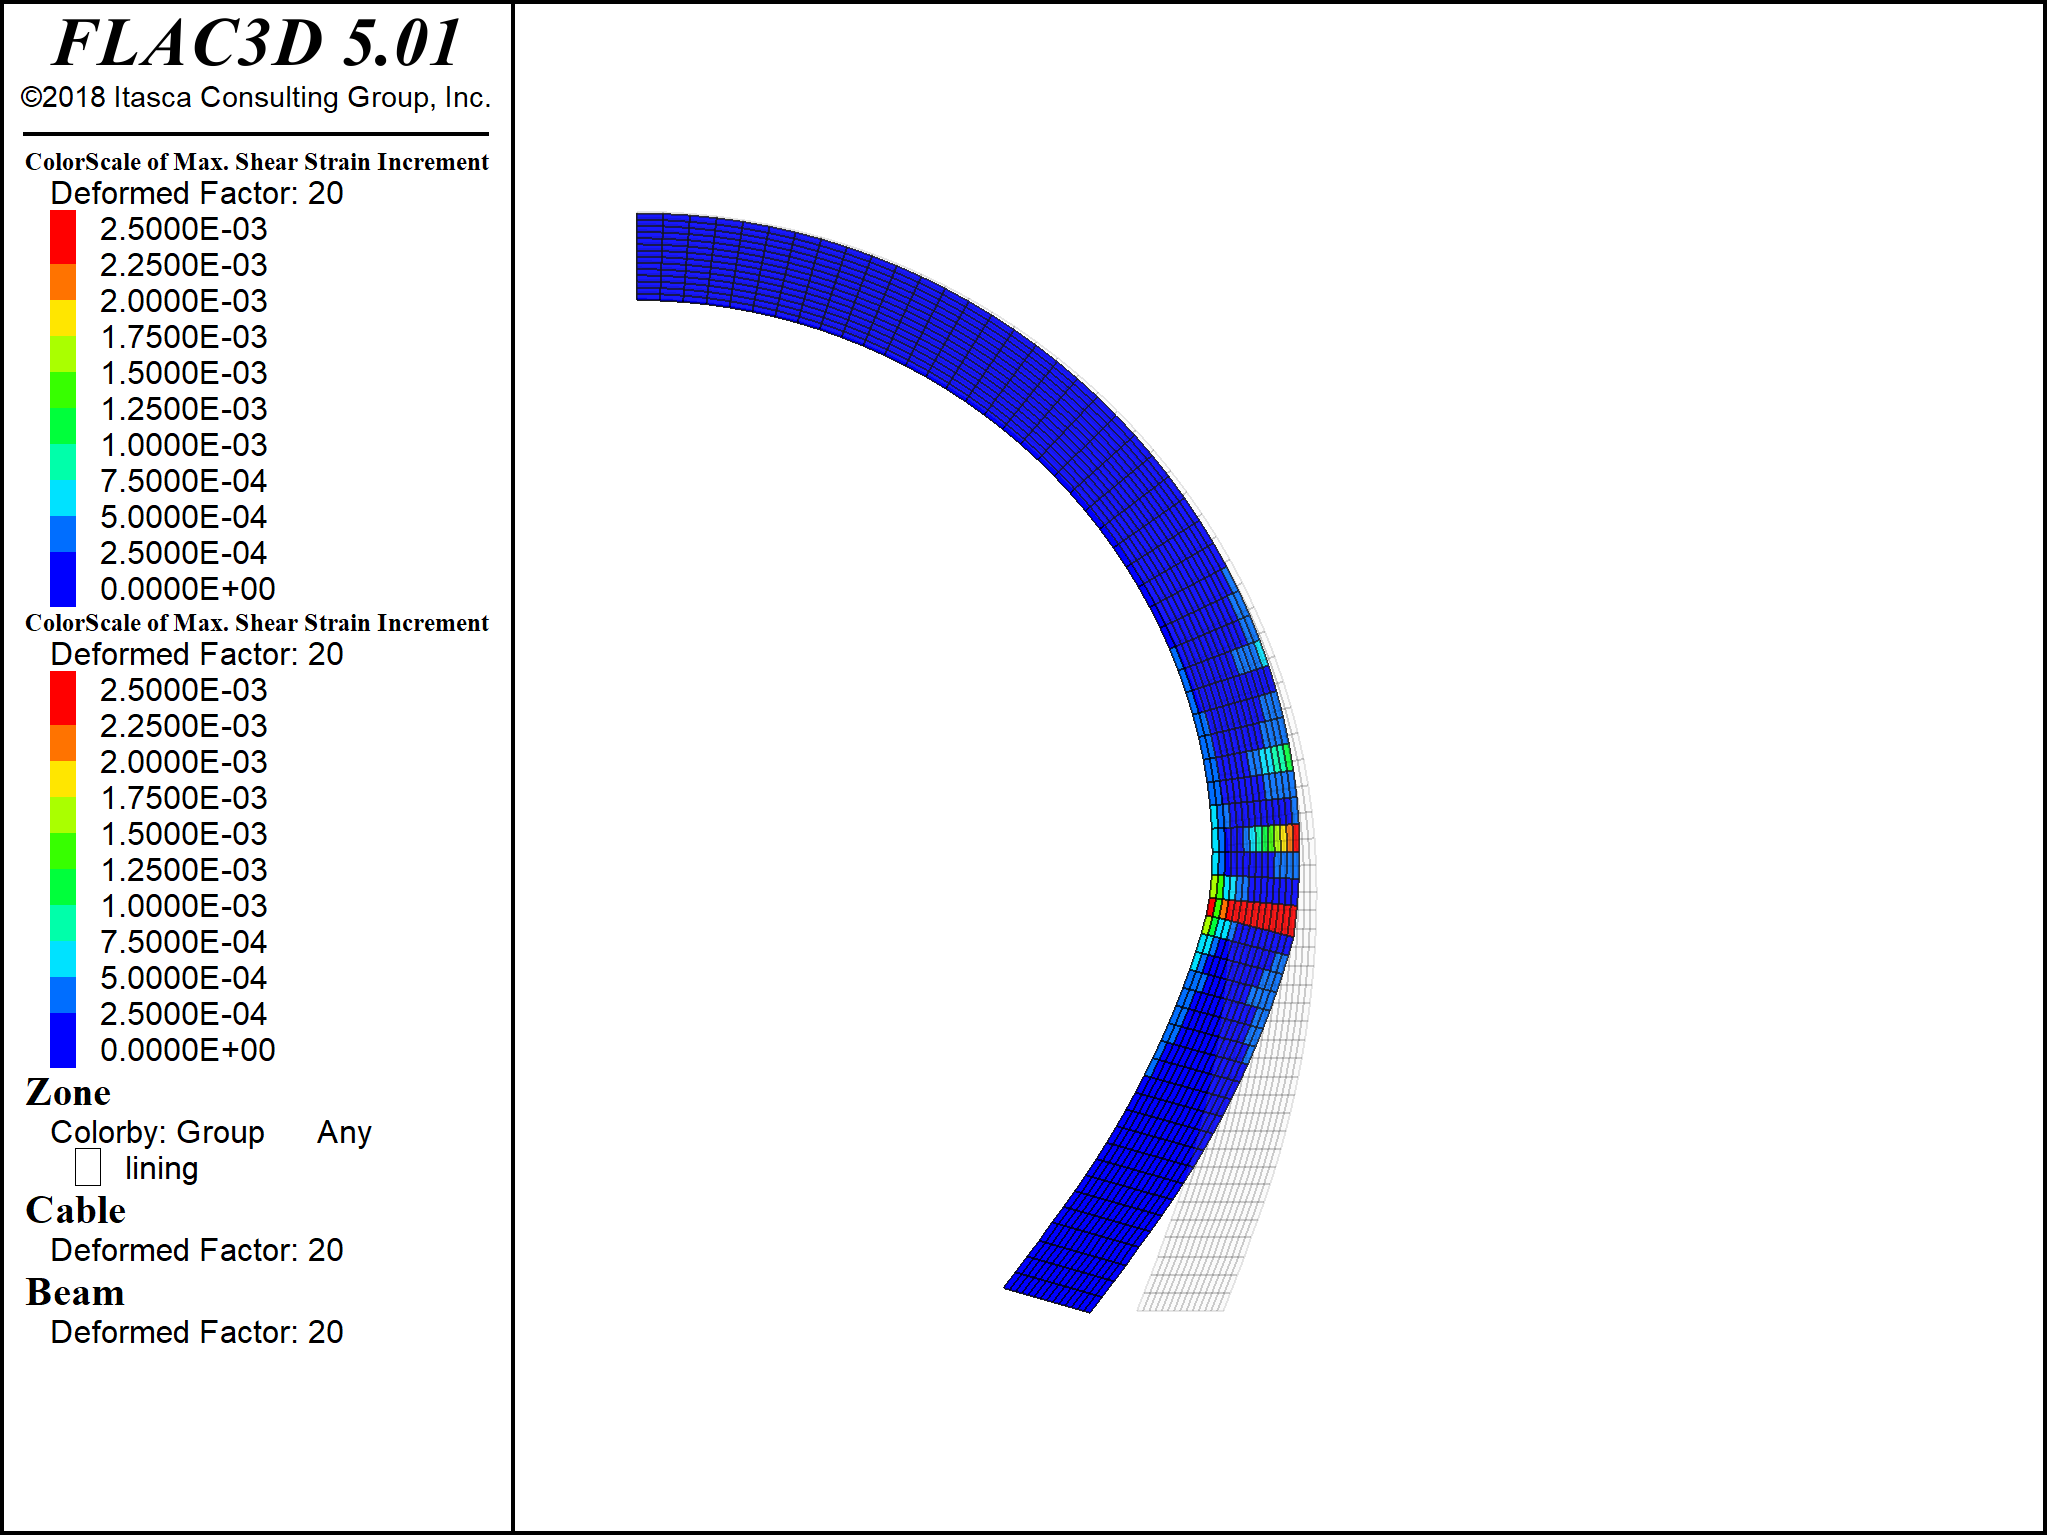 FLAC3D 5.01
©2018 Itasca Consulting Group, Inc.
ColorScale of Max. Shear Strain Increment
Deformed Factor: 20
2.5000E-03
2.2500E-03
2.0000E-03
1.7500E-03
1.5000E-03
1.2500E-03
1.0000E-03
7.5000E-04
5.0000E-04
2.5000E-04
0.0000E+00
ColorScale of Max. Shear Strain Increment
Deformed Factor: 20
2.5000E-03
2.2500E-03
2.0000E-03
1.7500E-03
1.5000E-03
1.2500E-03
1.0000E-03
7.5000E-04
5.0000E-04
2.5000E-04
0.0000E+00
Zone
Colorby: Group Any
lining
Cable
Deformed Factor: 20
Beam
Deformed Factor: 20